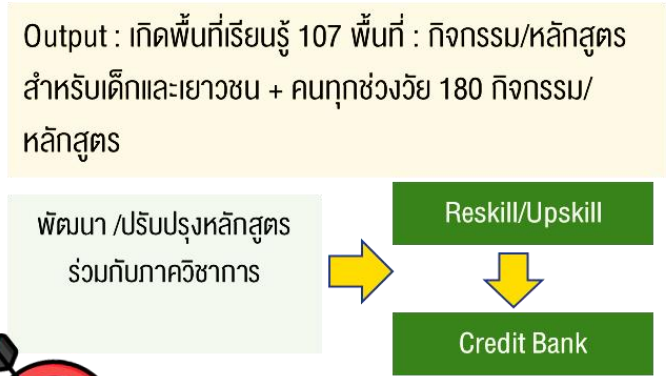 Output : เกิดพื้นที่เรียนรู้ 107 พื้นที่ : กิจกรรม/หลักสูตร
สำหรับเด็กและเยาวชน + คนทุกช่วงวัย 180 กิจกรรม/
หลักสูตร
พัฒนา /ปรับปรุงหลักสูตร
ร่วมกับภาควิชาการ
Reskill/Upskill
Credit Bank